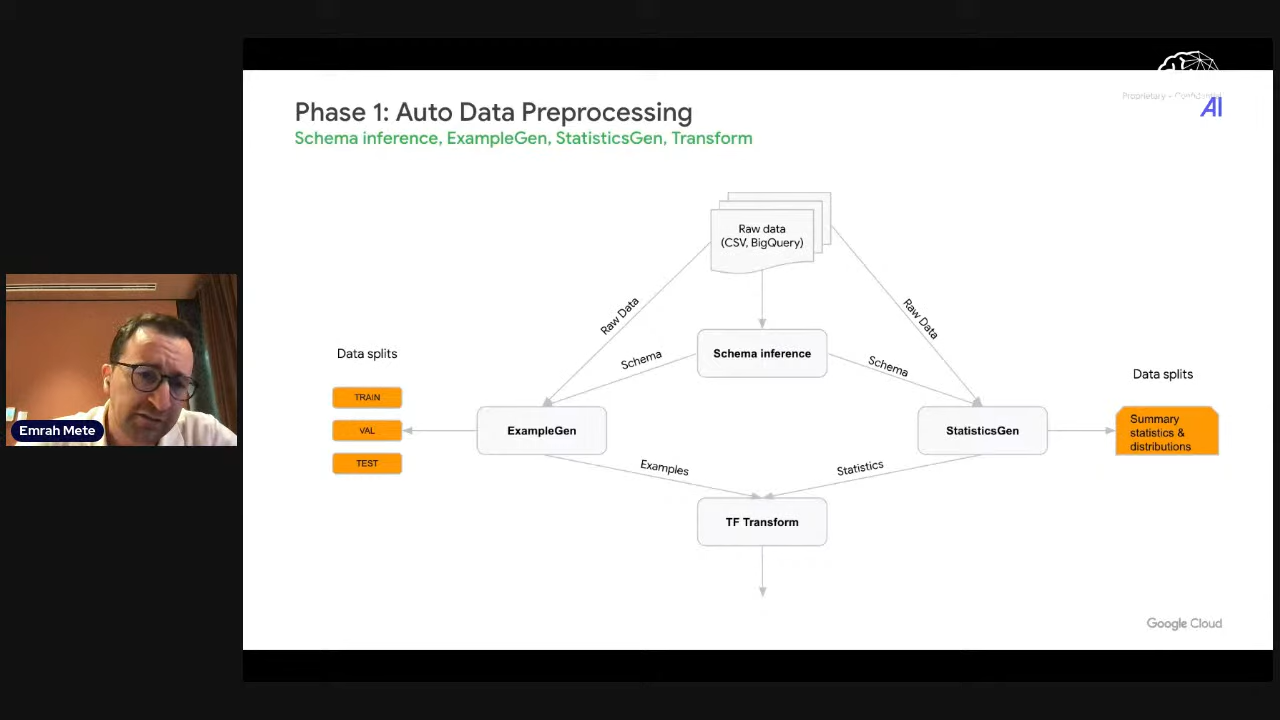 Phase 1: Auto Data Preprocessing
Schema inference, ExampleGen, StatisticsGen, Transform
Proprietary - Confidential
AI
Raw data
(CSV, BigQuery)
Raw Data
Raw Data
Schema inference
Schema
Schema
Data splits
TRAIN
VAL
TEST
ExampleGen
StatisticsGen
Data splits
Summary
statistics &
distributions
Examples
Statistics
TF Transform
Emrah Mete
Google Cloud